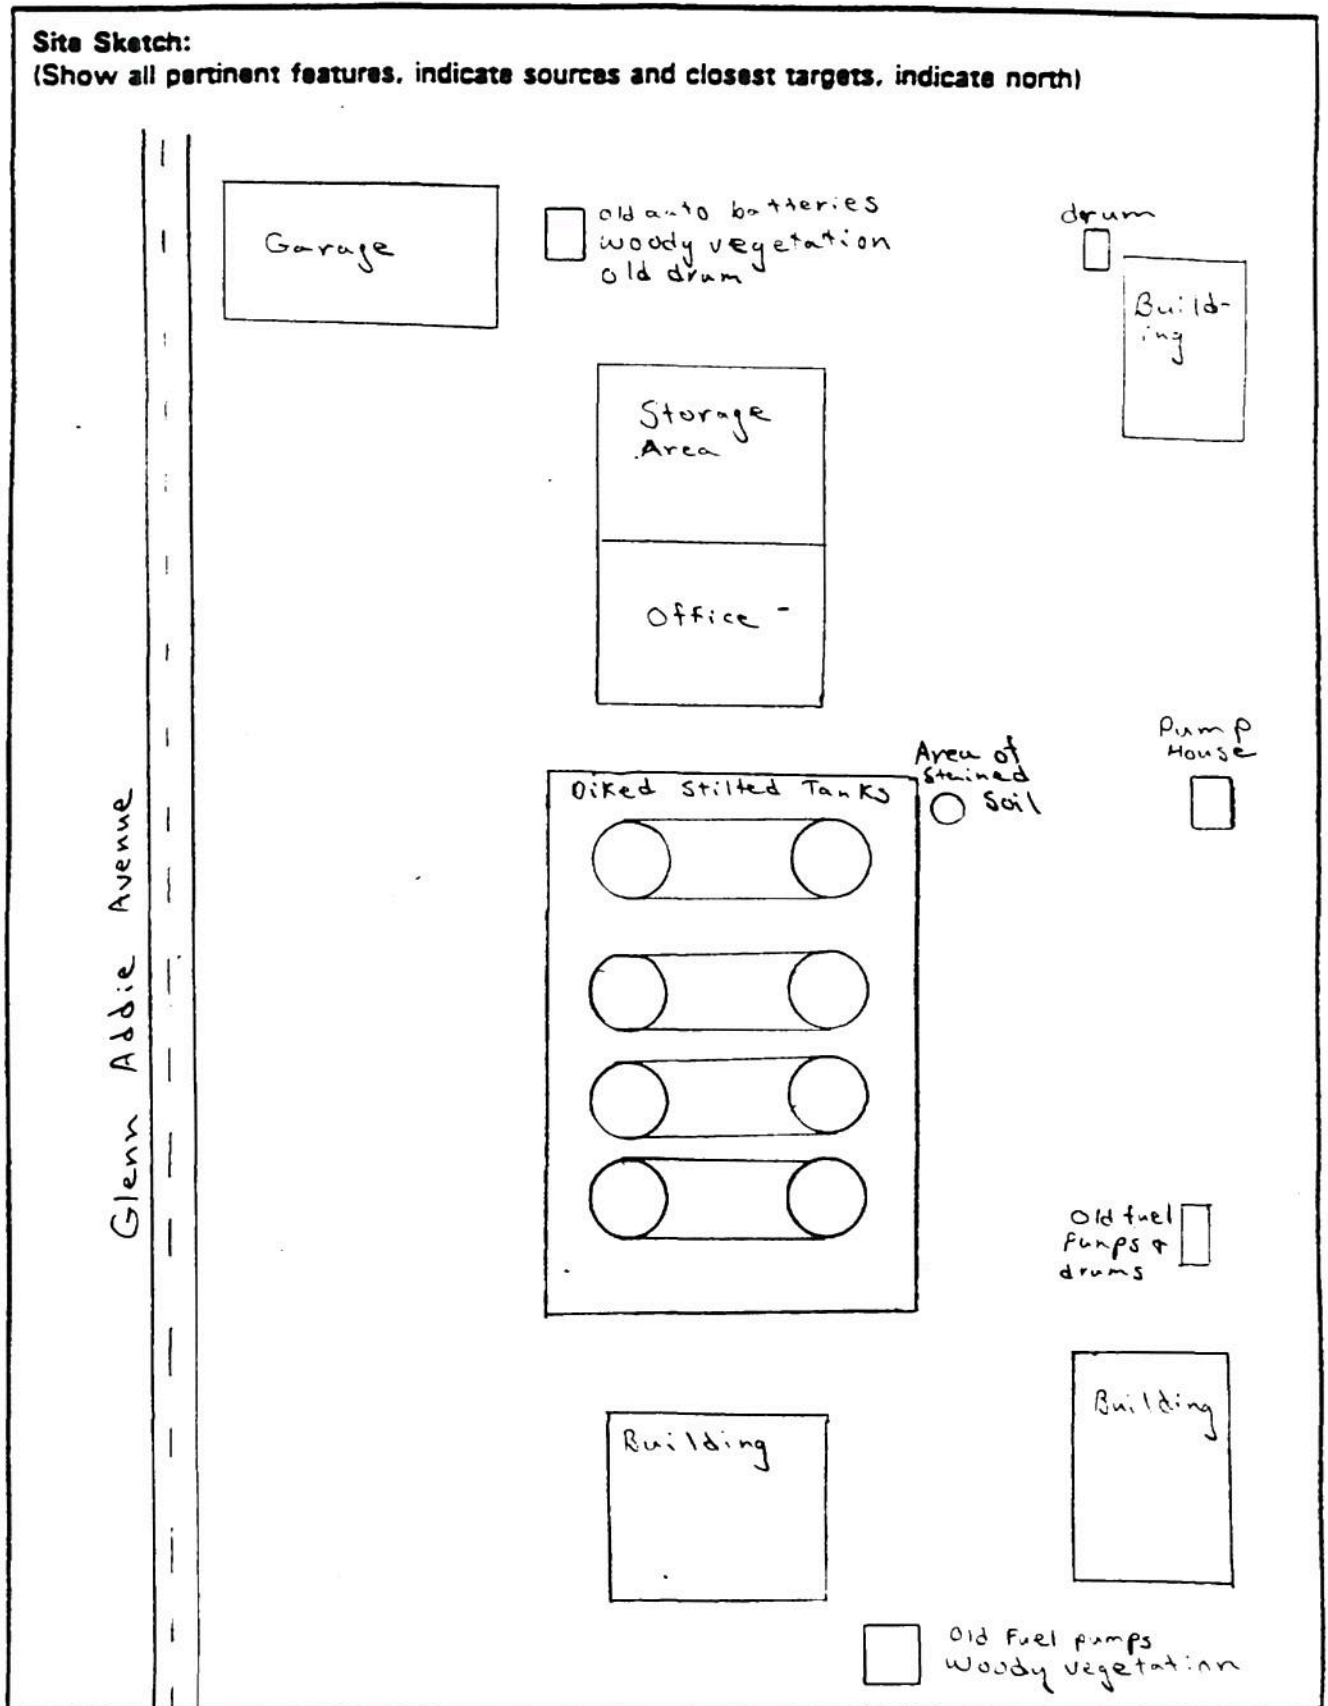 Site Sketch:
(Show all pertinent features, indicate sources and closest targets, indicate north)
Garage
old auto batteries
woody vegetation
old drum
drum
Build-
ing
Storage
Area
Office
Pump
House
Area of
Stained
Soil
Diked Stilted Tanks
Glenn Addie Avenue
Old fuel
Pumps &
drums
Building
Building
Old Fuel pumps
Woody vegetation